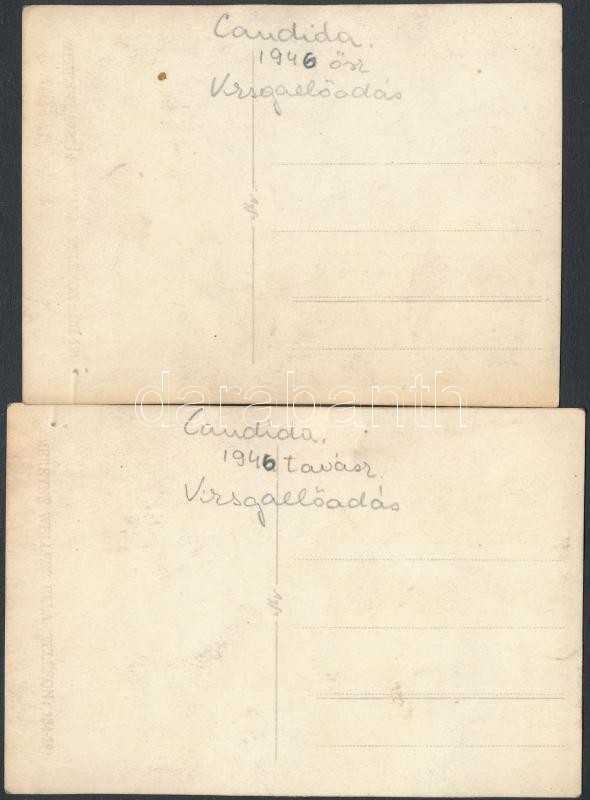 Candida.
1946 ősz
Vizsgaelőadás
darabanth
Candida.
1946 tavasz
Vizsgaelőadás